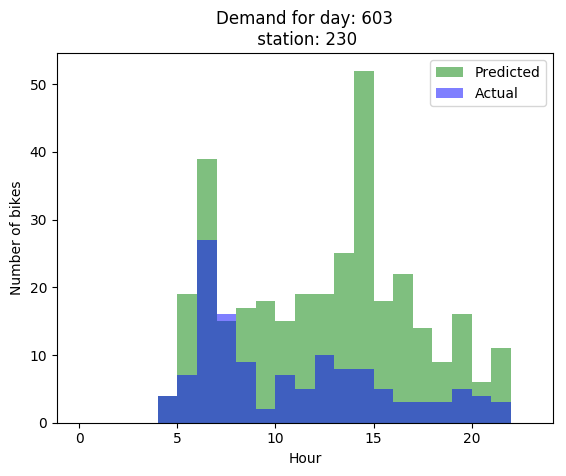 Demand for day: 603
station: 230
Predicted
Actual
Number of bikes
50
40
30
20
10
0
0 5 10 15 20
Hour